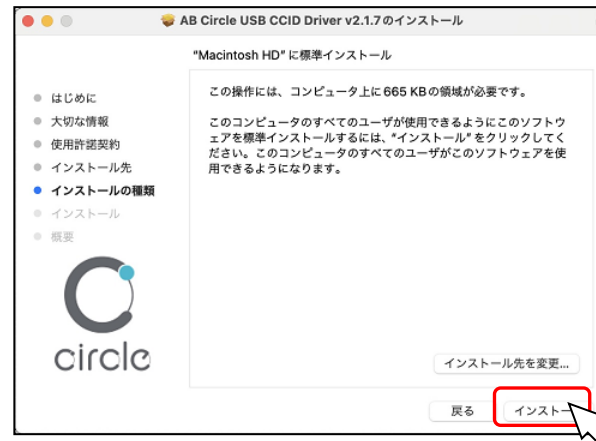 AB Circle USB CCID Driver v2.1.7のインストール
"Macintosh HD" に標準インストール
はじめに
大切な情報
使用許諾契約
インストール先
インストールの種類
インストール
概要
circle
この操作には、コンピュータ上に665 KBの領域が必要です。
このコンピュータのすべてのユーザが使用できるようにこのソフトウ
ェアを標準インストールするには、"インストール" をクリックしてく
ださい。このコンピュータのすべてのユーザがこのソフトウェアを使
用できるようになります。
インストール先を変更...
戻る
インストー